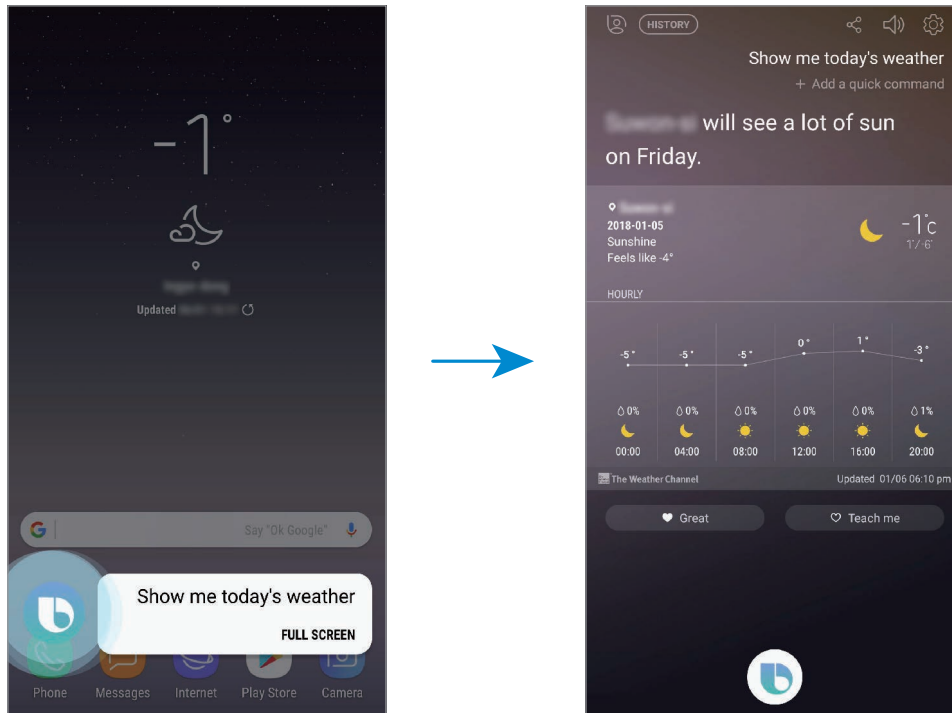 -1°
Updated
Say "Ok Google"
Show me today's weather
FULL SCREEN
Phone
Messages
Internet
Play Store
Camera
HISTORY
Show me today's weather
+ Add a quick command
will see a lot of sun
on Friday.
2018-01-05
Sunshine
Feels like -4°
-1°c
1°/-6°
HOURLY
-5° -5° -5° 0° 1° -3°
0% 0% 0% 0% 0% 1%
00:00 04:00 08:00 12:00 16:00 20:00
The Weather Channel
Updated 01/06 06:10 pm
Great
Teach me